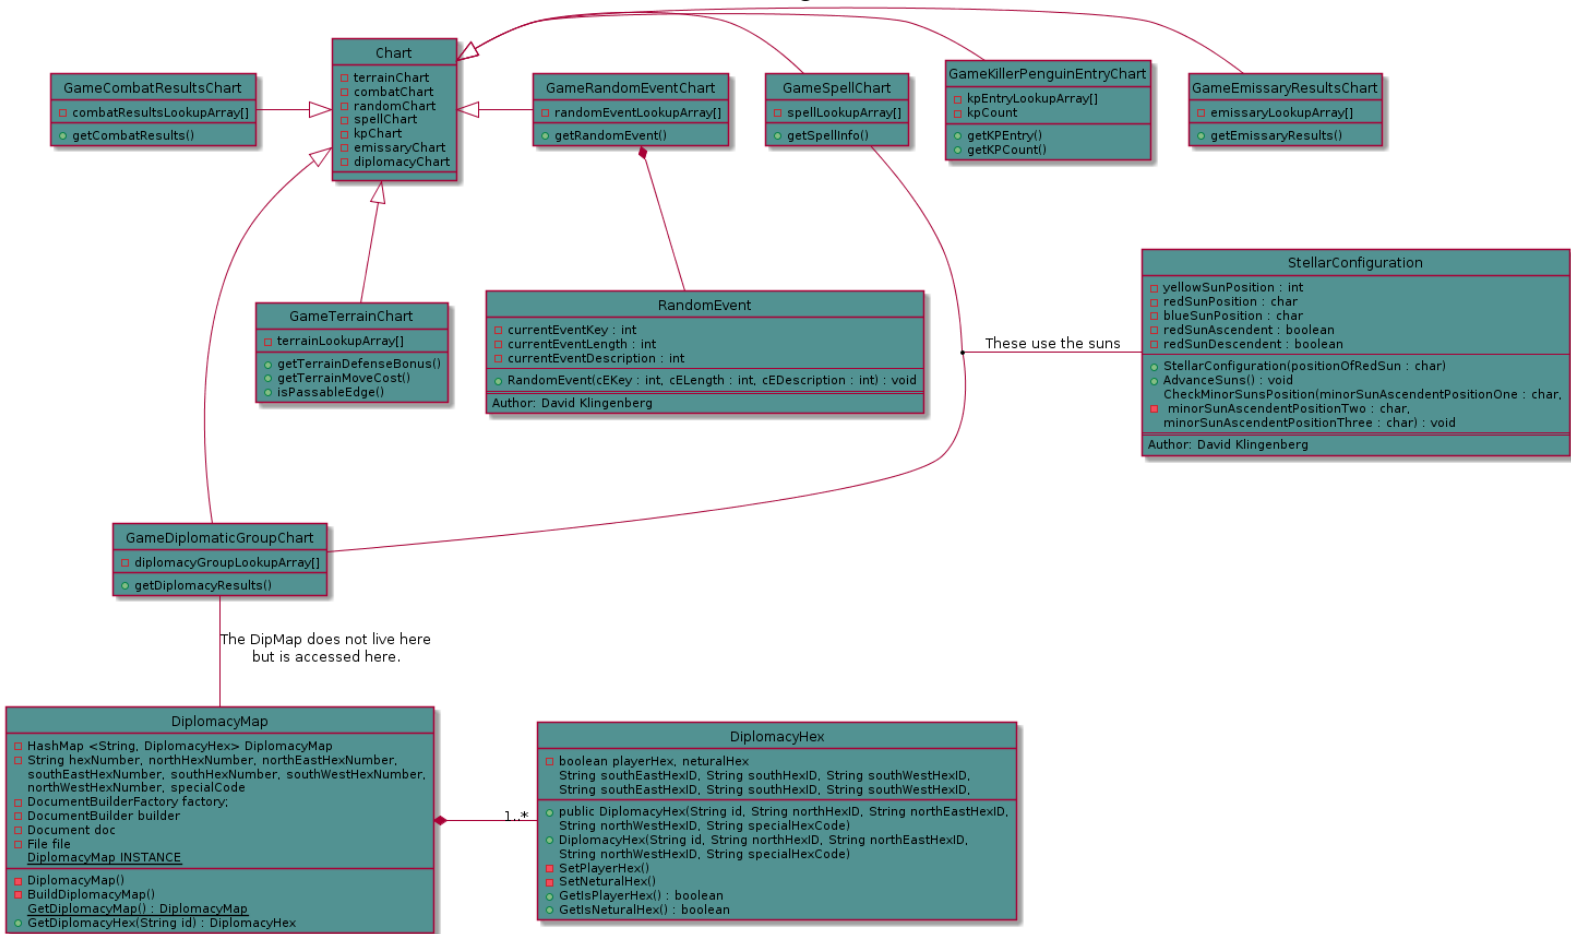 Chart
terrainChart
combatChart
randomChart
spellChart
kpChart
emissaryChart
diplomacyChart
GameCombatResultsChart
combatResultsLookupArray[]
getCombatResults()
GameRandomEventChart
randomEventLookupArray[]
getRandomEvent()
GameSpellChart
spellLookupArray[]
getSpellInfo()
GameKillerPenguinEntryChart
kpEntryLookupArray[]
kpCount
getKPEntry()
getKPCount()
GameEmissaryResultsChart
emissaryLookupArray[]
getEmissaryResults()
GameTerrainChart
terrainLookupArray[]
getTerrainDefenseBonus()
getTerrainMoveCost()
isPassableEdge()
RandomEvent
currentEventKey : int
currentEventLength : int
currentEventDescription : int
RandomEvent(cEKey : int, cELength : int, cEDescription : int) : void
Author: David Klingenberg
These use the suns
StellarConfiguration
yellowSunPosition : int
redSunPosition : char
blueSunPosition : char
redSunAscendent : boolean
redSunDescendent : boolean
StellarConfiguration(positionOfRedSun : char)
AdvanceSuns() : void
CheckMinorSunsPosition(minorSunAscendentPositionOne : char,
minorSunAscendentPositionTwo : char,
minorSunAscendentPositionThree : char) : void
Author: David Klingenberg
GameDiplomaticGroupChart
diplomacyGroupLookupArray[]
getDiplomacyResults()
The DipMap does not live here
but is accessed here.
DiplomacyMap
HashMap <String, DiplomacyHex> DiplomacyMap
String hexNumber, northHexNumber, northEastHexNumber,
southEastHexNumber, southHexNumber, southWestHexNumber,
northWestHexNumber, specialCode
DocumentBuilderFactory factory;
DocumentBuilder builder
Document doc
File file
DiplomacyMap INSTANCE
DiplomacyMap()
BuildDiplomacyMap()
GetDiplomacyMap() : DiplomacyMap
GetDiplomacyHex(String id) : DiplomacyHex
1..*
DiplomacyHex
boolean playerHex, neturalHex
String southEastHexID, String southHexID, String southWestHexID,
String southEastHexID, String southHexID, String southWestHexID,
public DiplomacyHex(String id, String northHexID, String northEastHexID,
String northWestHexID, String specialHexCode)
DiplomacyHex(String id, String northHexID, String northEastHexID,
String northWestHexID, String specialHexCode)
SetPlayerHex()
SetNeturalHex()
GetIsPlayerHex() : boolean
GetIsNeturalHex() : boolean